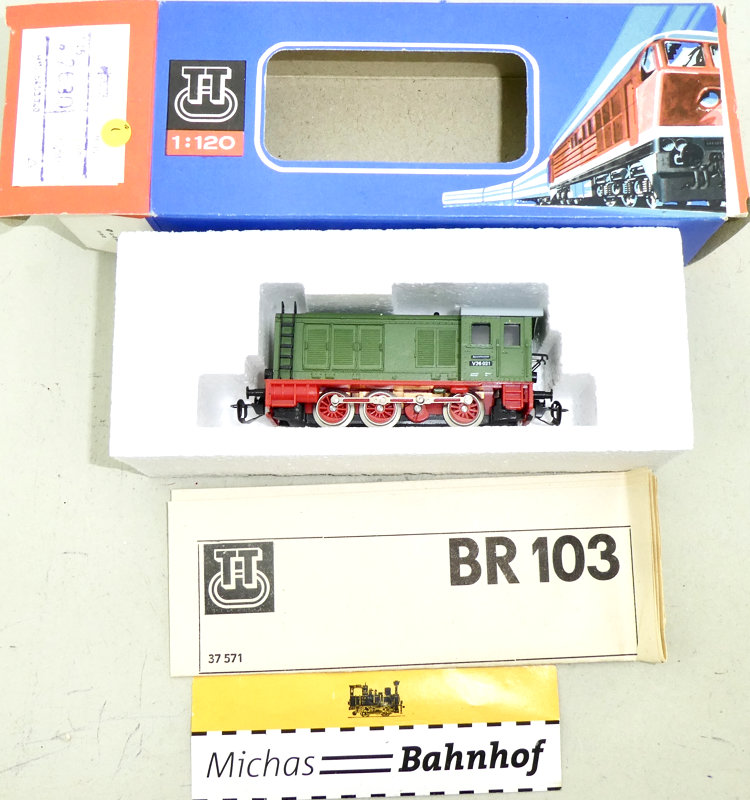 TT
1:120
V36 021
TT
BR 103
37 571
Michas Bahnhof